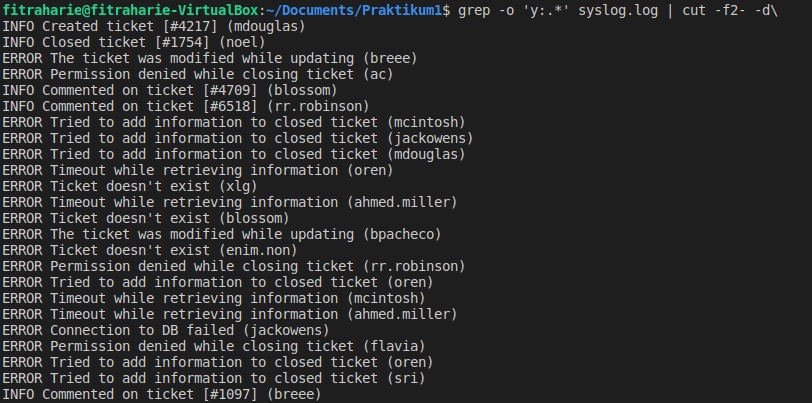 fitraharie@fitraharie-VirtualBox:~/Documents/Praktikum1$ grep -o 'y:.*' syslog.log | cut -f2- -d\
INFO Created ticket [#4217] (mdouglas)
INFO Closed ticket [#1754] (noel)
ERROR The ticket was modified while updating (breee)
ERROR Permission denied while closing ticket (ac)
INFO Commented on ticket [#4709] (blossom)
INFO Commented on ticket [#6518] (rr.robinson)
ERROR Tried to add information to closed ticket (mcintosh)
ERROR Tried to add information to closed ticket (jackowens)
ERROR Tried to add information to closed ticket (mdouglas)
ERROR Timeout while retrieving information (oren)
ERROR Ticket doesn't exist (xlg)
ERROR Timeout while retrieving information (ahmed.miller)
ERROR Ticket doesn't exist (blossom)
ERROR The ticket was modified while updating (bpacheco)
ERROR Ticket doesn't exist (enim.non)
ERROR Permission denied while closing ticket (rr.robinson)
ERROR Tried to add information to closed ticket (oren)
ERROR Timeout while retrieving information (mcintosh)
ERROR Timeout while retrieving information (ahmed.miller)
ERROR Connection to DB failed (jackowens)
ERROR Permission denied while closing ticket (flavia)
ERROR Tried to add information to closed ticket (oren)
ERROR Tried to add information to closed ticket (sri)
INFO Commented on ticket [#1097] (breee)